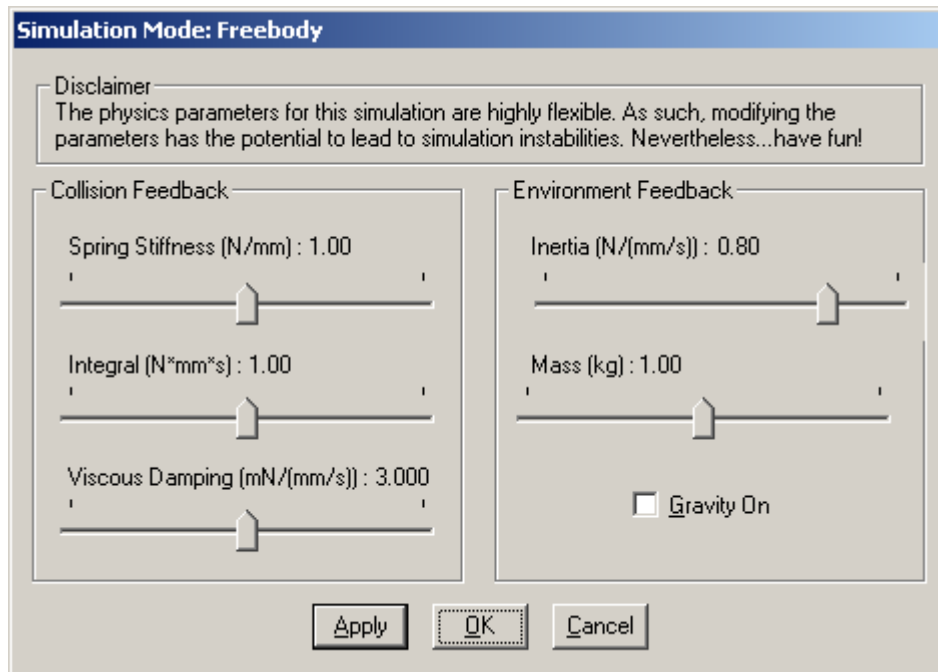 Simulation Mode: Freebody
Disclaimer
The physics parameters for this simulation are highly flexible. As such, modifying the
parameters has the potential to lead to simulation instabilities. Nevertheless...have fun!
Collision Feedback
Spring Stiffness (N/mm) : 1.00
Integral (N*mm*s) : 1.00
Viscous Damping (mN/(mm/s)) : 3.000
Environment Feedback
Inertia (N/(mm/s)) : 0.80
Mass (kg) : 1.00
Gravity On
Apply
OK
Cancel